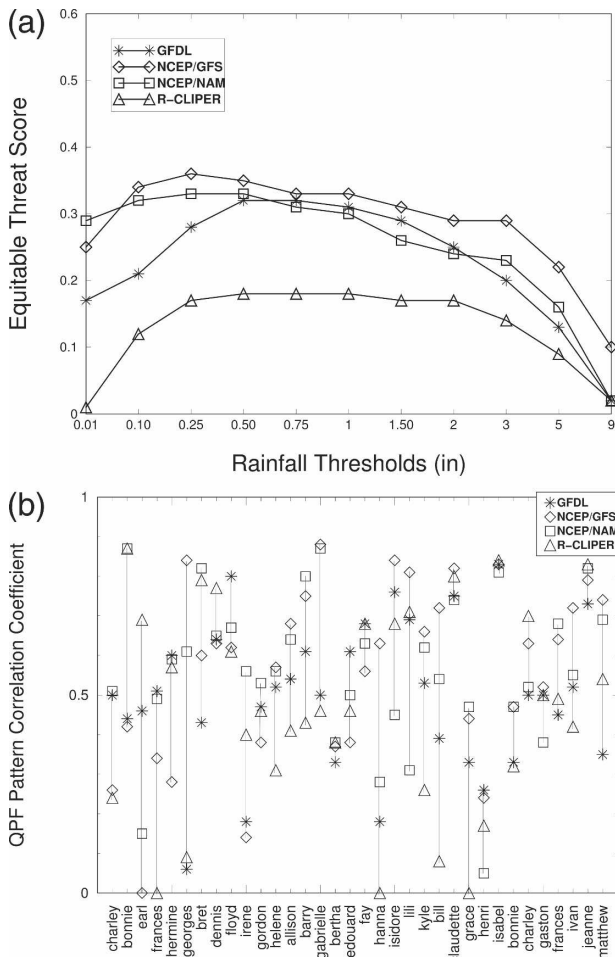 (a)
0.6
0.5
0.4
0.3
0.2
0.1
0
Equitable Threat Score
GFDL
NCEP/GFS
NCEP/NAM
R-CLIPER
0.01 0.10 0.25 0.50 0.75 1 1.50 2 3 5 9
Rainfall Thresholds (in)
(b)
1
0.5
0
QPF Pattern Correlation Coefficient
GFDL
NCEP/GFS
NCEP/NAM
R-CLIPER
charley
bonnie
earl
frances
hermine
georges
bret
dennis
floyd
irene
gordon
helene
allison
barry
gabrielle
bertha
edouard
fay
hanna
isidore
lili
kyle
bill
claudette
grace
henri
isabel
bonnie
charley
gaston
frances
ivan
jeanne
matthew